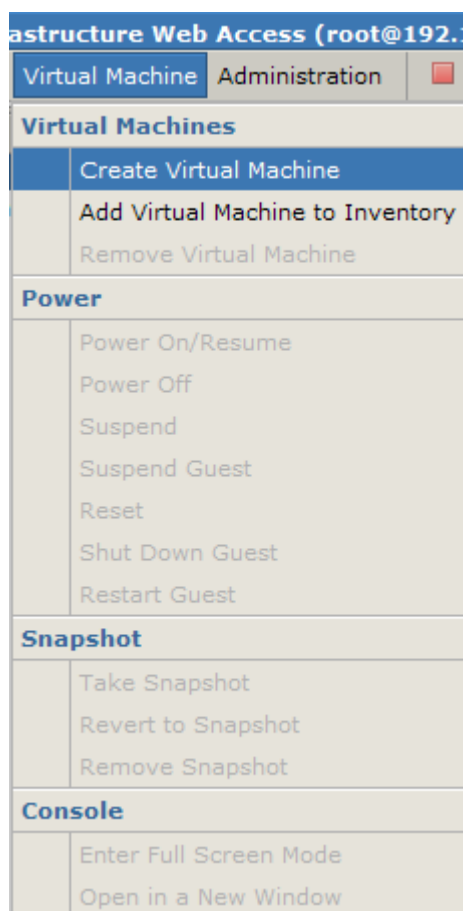 astructure Web Access (root@192.
Virtual Machine Administration
Virtual Machines
Create Virtual Machine
Add Virtual Machine to Inventory
Remove Virtual Machine
Power
Power On/Resume
Power Off
Suspend
Suspend Guest
Reset
Shut Down Guest
Restart Guest
Snapshot
Take Snapshot
Revert to Snapshot
Remove Snapshot
Console
Enter Full Screen Mode
Open in a New Window